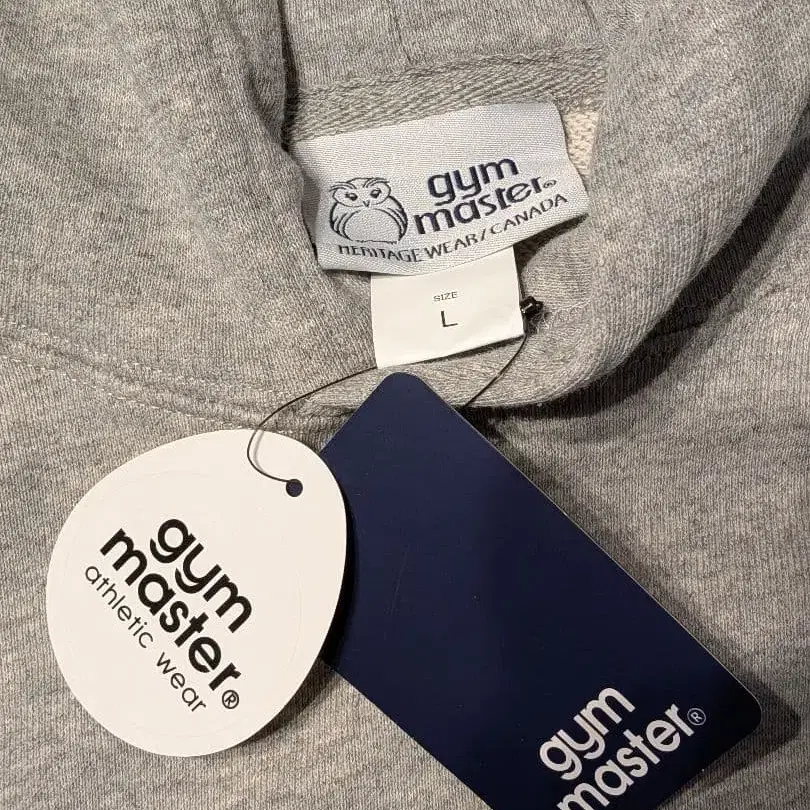 gym
master®
HERITAGE WEAR/CANADA
SIZE
L
gym
master®
athletic wear
gym
master®